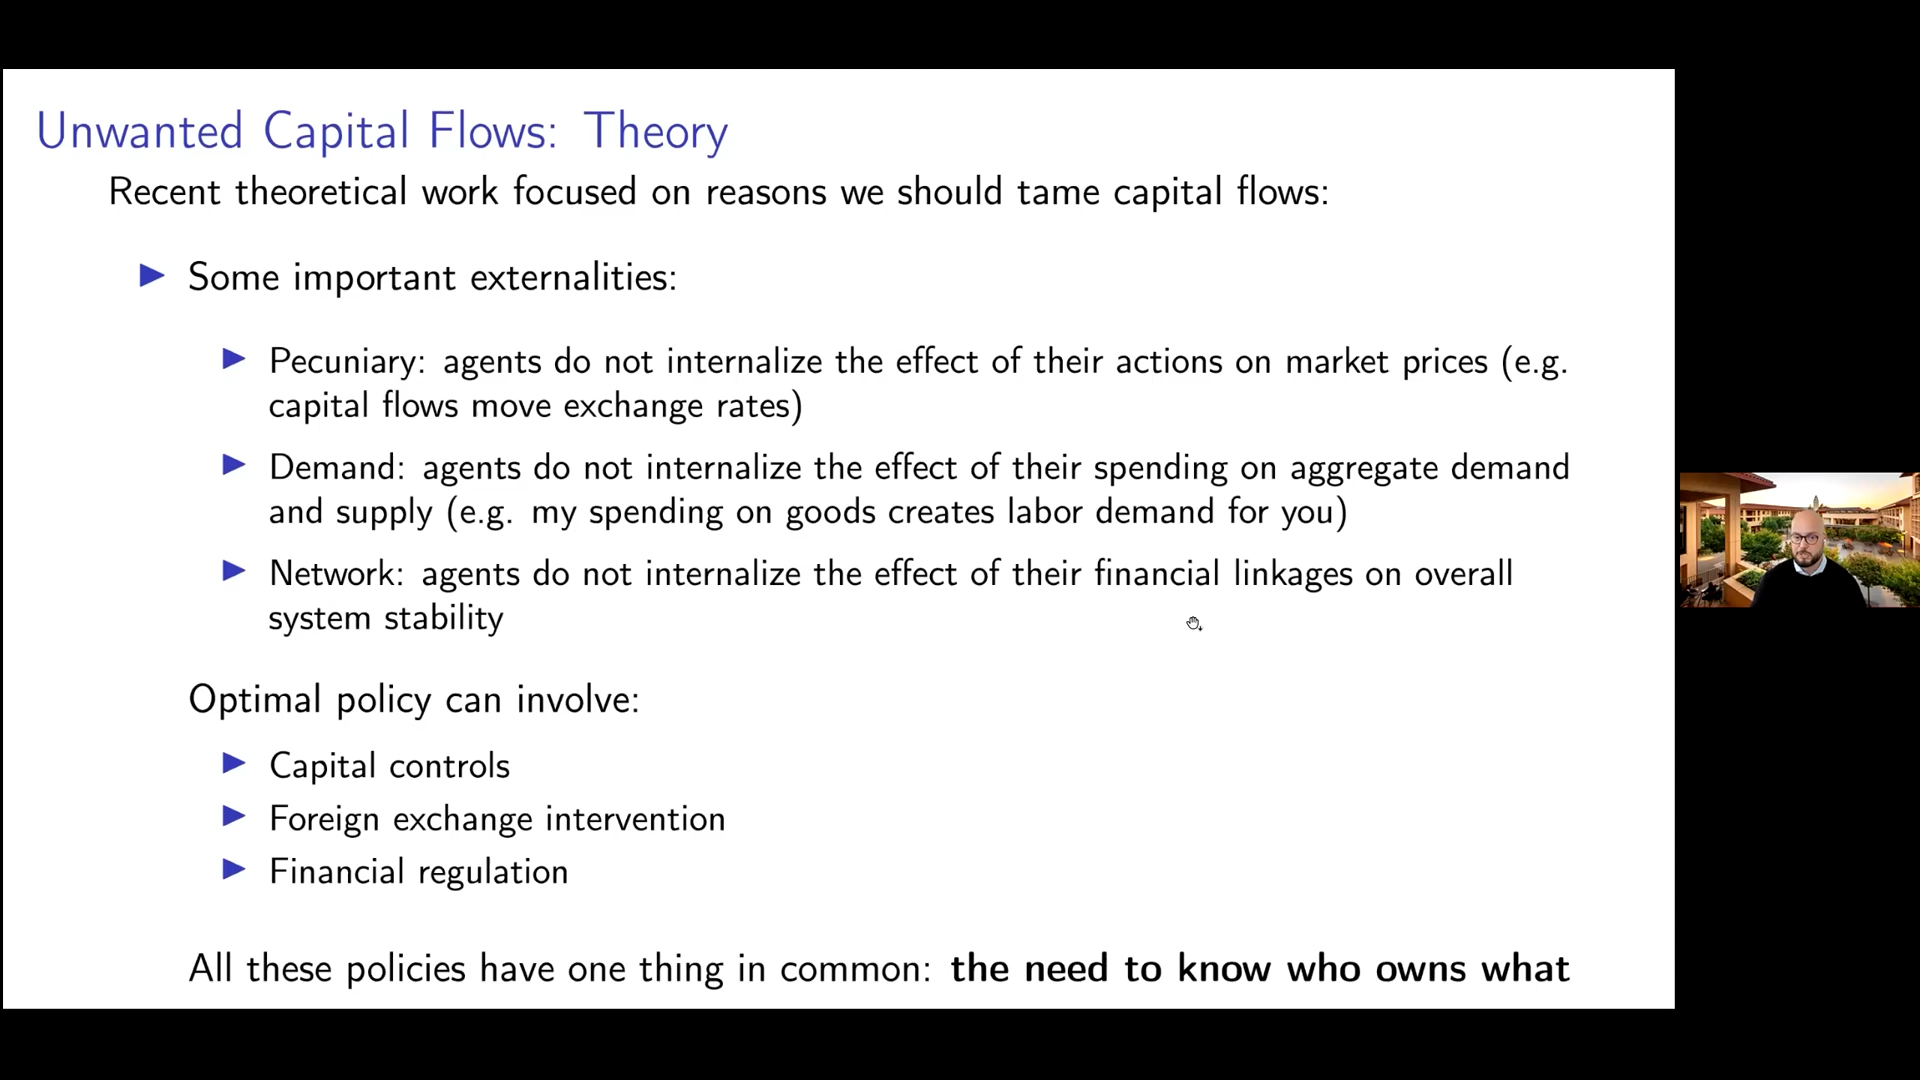 Unwanted Capital Flows: Theory
Recent theoretical work focused on reasons we should tame capital flows:
Some important externalities:
Pecuniary: agents do not internalize the effect of their actions on market prices (e.g.
capital flows move exchange rates)
Demand: agents do not internalize the effect of their spending on aggregate demand
and supply (e.g. my spending on goods creates labor demand for you)
Network: agents do not internalize the effect of their financial linkages on overall
system stability
Optimal policy can involve:
Capital controls
Foreign exchange intervention
Financial regulation
All these policies have one thing in common: the need to know who owns what